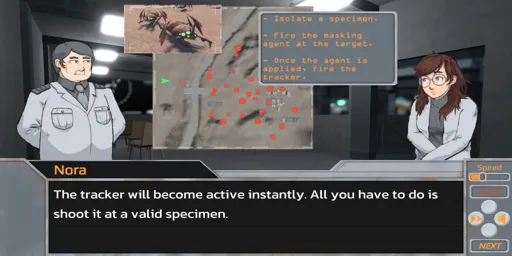 - Isolate a specimen.
- Fire the masking
agent at the target.
- Once the agent is
applied, fire the
tracker.
Nora
Speed
The tracker will become active instantly. All you have to do is
shoot it at a valid specimen.
NEXT